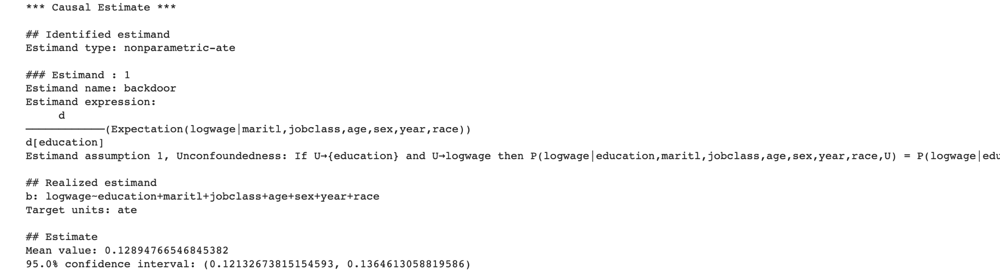 *** Causal Estimate ***
## Identified estimand
Estimand type: nonparametric-ate
### Estimand : 1
Estimand name: backdoor
Estimand expression:
d
────────────(Expectation(logwage|maritl,jobclass,age,sex,year,race))
d[education]
Estimand assumption 1, Unconfoundedness: If U→{education} and U→logwage then P(logwage|education,maritl,jobclass,age,sex,year,race,U) = P(logwage|edu
## Realized estimand
b: logwage~education+maritl+jobclass+age+sex+year+race
Target units: ate
## Estimate
Mean value: 0.12894766546845382
95.0% confidence interval: (0.12132673815154593, 0.1364613058819586)